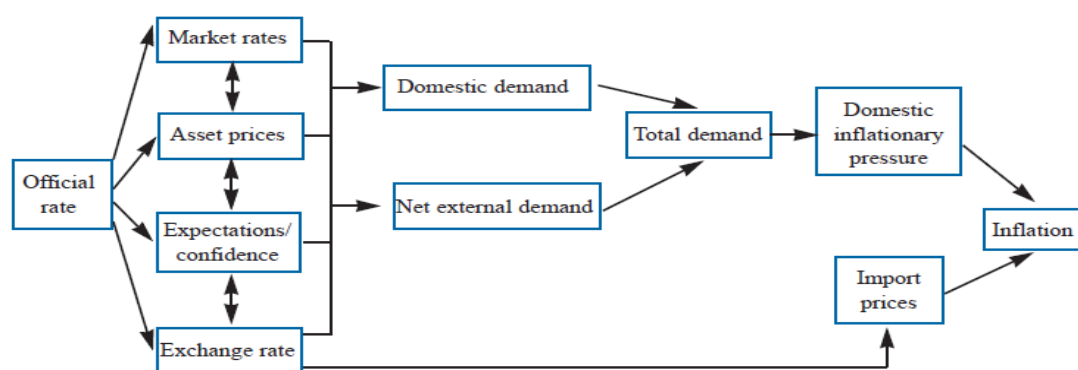 Market rates
Asset prices
Official
rate
Expectations/
confidence
Exchange rate
Domestic demand
Net external demand
Total demand
Domestic
inflationary
pressure
Import
prices
Inflation